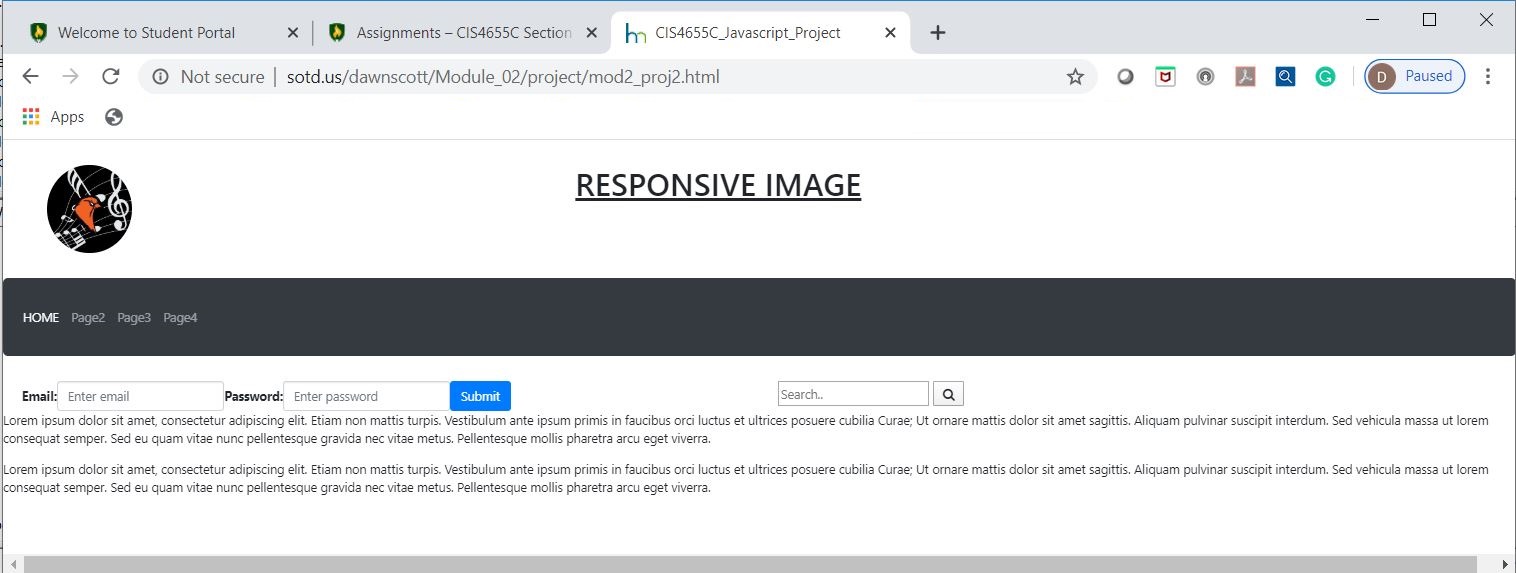 Welcome to Student Portal
Assignments – CIS4655C Section
CIS4655C_Javascript_Project
Not secure | sotd.us/dawnscott/Module_02/project/mod2_proj2.html
D Paused
Apps
RESPONSIVE IMAGE
HOME Page2 Page3 Page4
Email: Enter email Password: Enter password Submit Search..
Lorem ipsum dolor sit amet, consectetur adipiscing elit. Etiam non mattis turpis. Vestibulum ante ipsum primis in faucibus orci luctus et ultrices posuere cubilia Curae; Ut ornare mattis dolor sit amet sagittis. Aliquam pulvinar suscipit interdum. Sed vehicula massa ut lorem
consequat semper. Sed eu quam vitae nunc pellentesque gravida nec vitae metus. Pellentesque mollis pharetra arcu eget viverra.
Lorem ipsum dolor sit amet, consectetur adipiscing elit. Etiam non mattis turpis. Vestibulum ante ipsum primis in faucibus orci luctus et ultrices posuere cubilia Curae; Ut ornare mattis dolor sit amet sagittis. Aliquam pulvinar suscipit interdum. Sed vehicula massa ut lorem
consequat semper. Sed eu quam vitae nunc pellentesque gravida nec vitae metus. Pellentesque mollis pharetra arcu eget viverra.